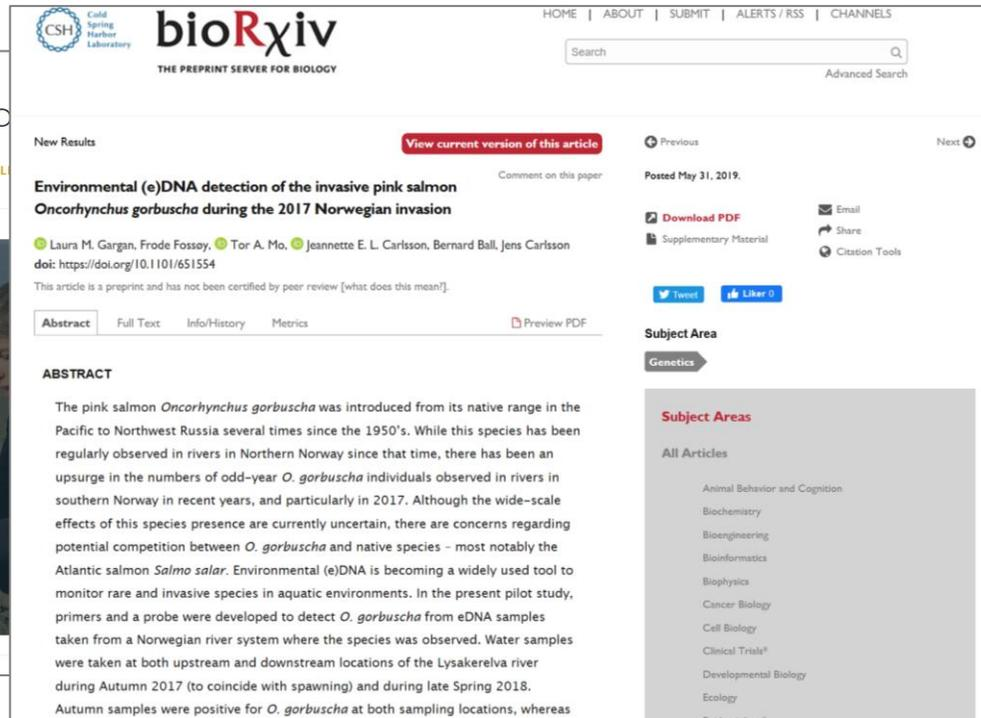 CSH
Cold
Spring
Harbor
Laboratory
bioRxiv
THE PREPRINT SERVER FOR BIOLOGY
HOME | ABOUT | SUBMIT | ALERTS / RSS | CHANNELS
Search
Advanced Search
New Results
View current version of this article
Previous
Next
Comment on this paper
Posted May 31, 2019.
Environmental (e)DNA detection of the invasive pink salmon
Oncorhynchus gorbuscha during the 2017 Norwegian invasion
Laura M. Gargan, Frode Fossøy, Tor A. Mo, Jeannette E. L. Carlsson, Bernard Ball, Jens Carlsson
doi: https://doi.org/10.1101/651554
This article is a preprint and has not been certified by peer review [what does this mean?].
Download PDF
Supplementary Material
Email
Share
Citation Tools
Tweet
Liker 0
Abstract Full Text Info/History Metrics Preview PDF
Subject Area
Genetics
ABSTRACT
The pink salmon Oncorhynchus gorbuscha was introduced from its native range in the
Pacific to Northwest Russia several times since the 1950's. While this species has been
regularly observed in rivers in Northern Norway since that time, there has been an
upsurge in the numbers of odd-year O. gorbuscha individuals observed in rivers in
southern Norway in recent years, and particularly in 2017. Although the wide-scale
effects of this species presence are currently uncertain, there are concerns regarding
potential competition between O. gorbuscha and native species – most notably the
Atlantic salmon Salmo salar. Environmental (e)DNA is becoming a widely used tool to
monitor rare and invasive species in aquatic environments. In the present pilot study,
primers and a probe were developed to detect O. gorbuscha from eDNA samples
taken from a Norwegian river system where the species was observed. Water samples
were taken at both upstream and downstream locations of the Lysakerelva river
during Autumn 2017 (to coincide with spawning) and during late Spring 2018.
Autumn samples were positive for O. gorbuscha at both sampling locations, whereas
Subject Areas
All Articles
Animal Behavior and Cognition
Biochemistry
Bioengineering
Bioinformatics
Biophysics
Cancer Biology
Cell Biology
Clinical Trials*
Developmental Biology
Ecology